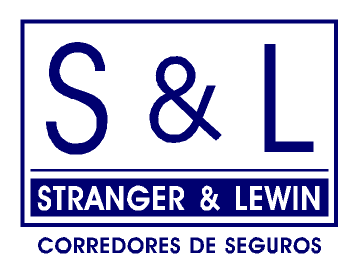 S & L
STRANGER & LEWIN
CORREDORES DE SEGUROS